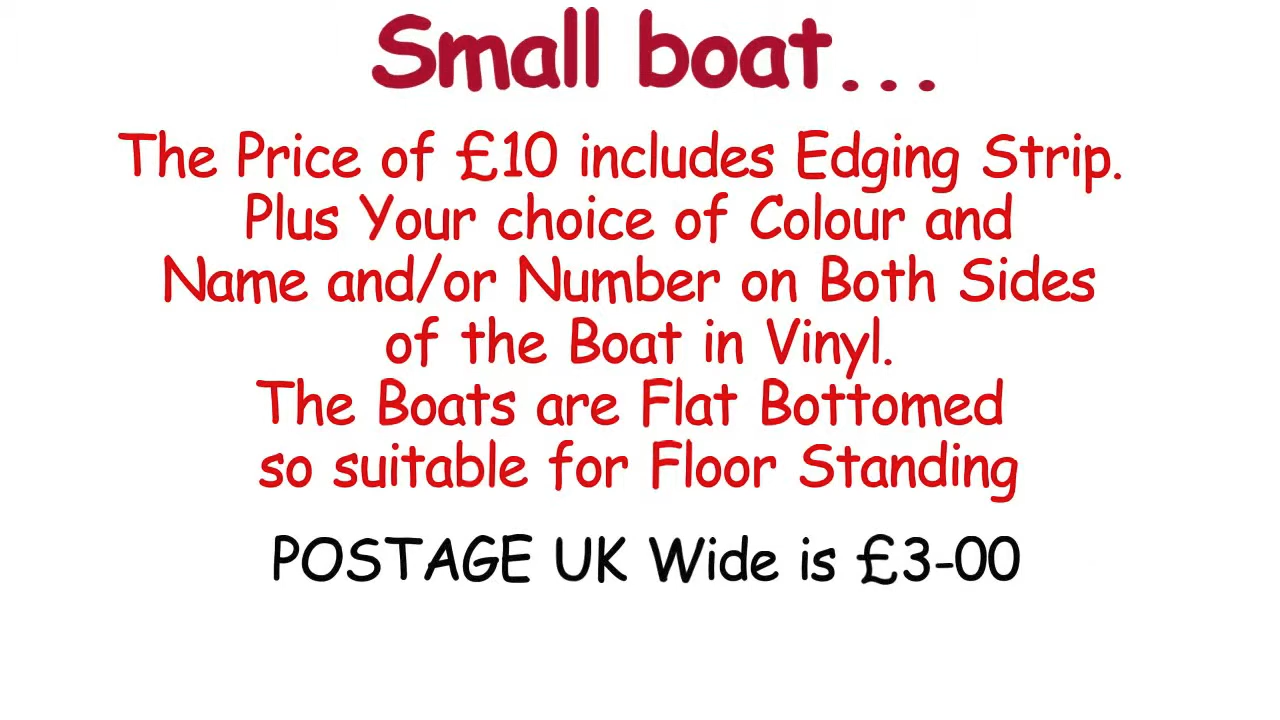 Small boat...
The Price of £10 includes Edging Strip.
Plus Your choice of Colour and
Name and/or Number on Both Sides
of the Boat in Vinyl.
The Boats are Flat Bottomed
so suitable for Floor Standing
POSTAGE UK Wide is £3-00